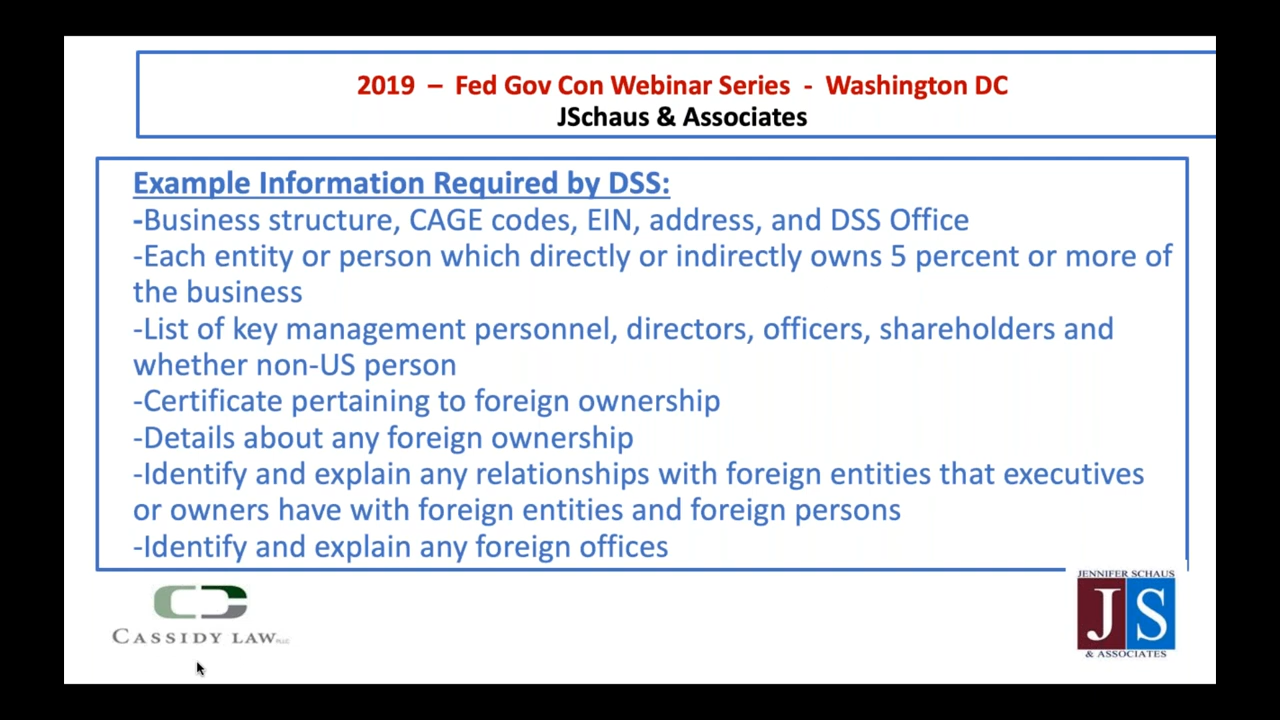 2019 – Fed Gov Con Webinar Series - Washington DC
JSchaus & Associates
Example Information Required by DSS:
-Business structure, CAGE codes, EIN, address, and DSS Office
-Each entity or person which directly or indirectly owns 5 percent or more of
the business
-List of key management personnel, directors, officers, shareholders and
whether non-US person
-Certificate pertaining to foreign ownership
-Details about any foreign ownership
-Identify and explain any relationships with foreign entities that executives
or owners have with foreign entities and foreign persons
-Identify and explain any foreign offices
CASSIDY LAW PLLC
JENNIFER SCHAUS
JS
& ASSOCIATES